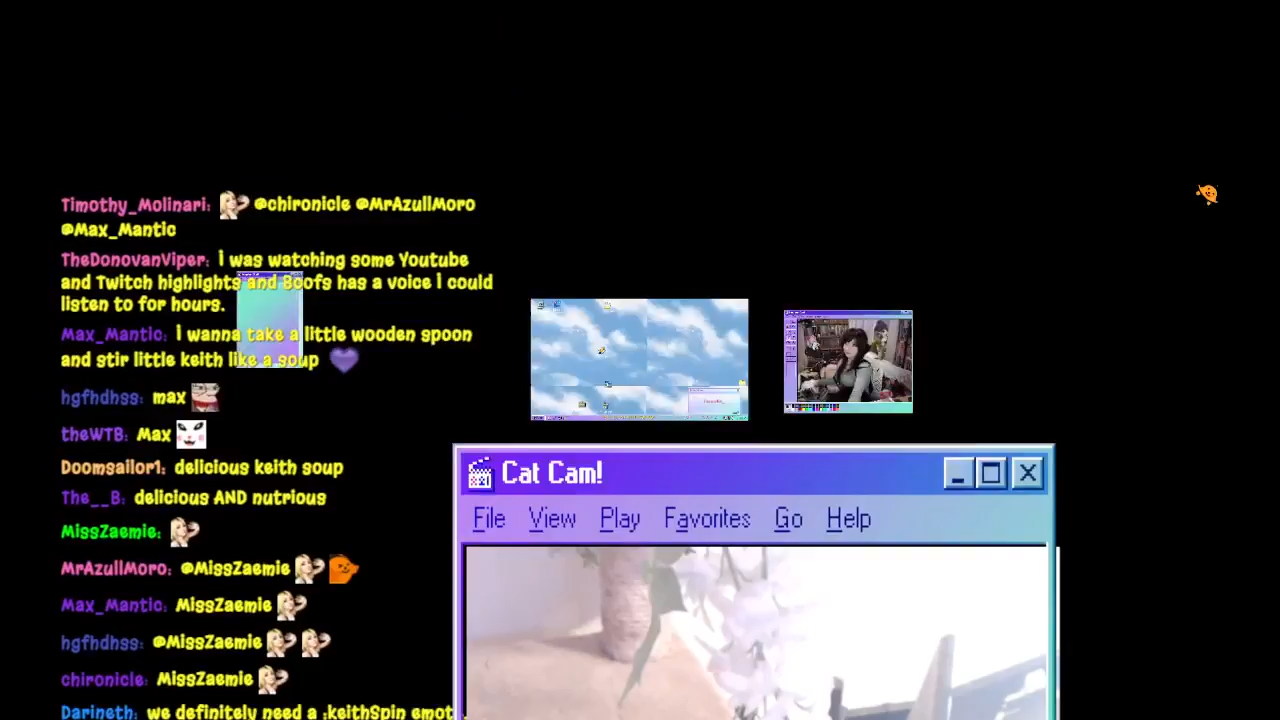 Timothy_Molinari: @chironicle @MrAzullMoro
@Max_Mantic
TheDonovanViper: i was watching some Youtube
and Twitch highlights and 8oofs has a voice i could
listen to for hours.
Max_Mantic: i wanna take a little wooden spoon
and stir little keith like a soup
hgfhdhss: max
theWTB: Max
Doomsailor1: delicious keith soup
The__B: delicious AND nutrious
MissZaemie:
MrAzullMoro: @MissZaemie
Max_Mantic: MissZaemie
hgfhdhss: @MissZaemie
chironicle: MissZaemie
Darineth: we definitely need a :keithSpin emot
Cat Cam!
File View Play Favorites Go Help